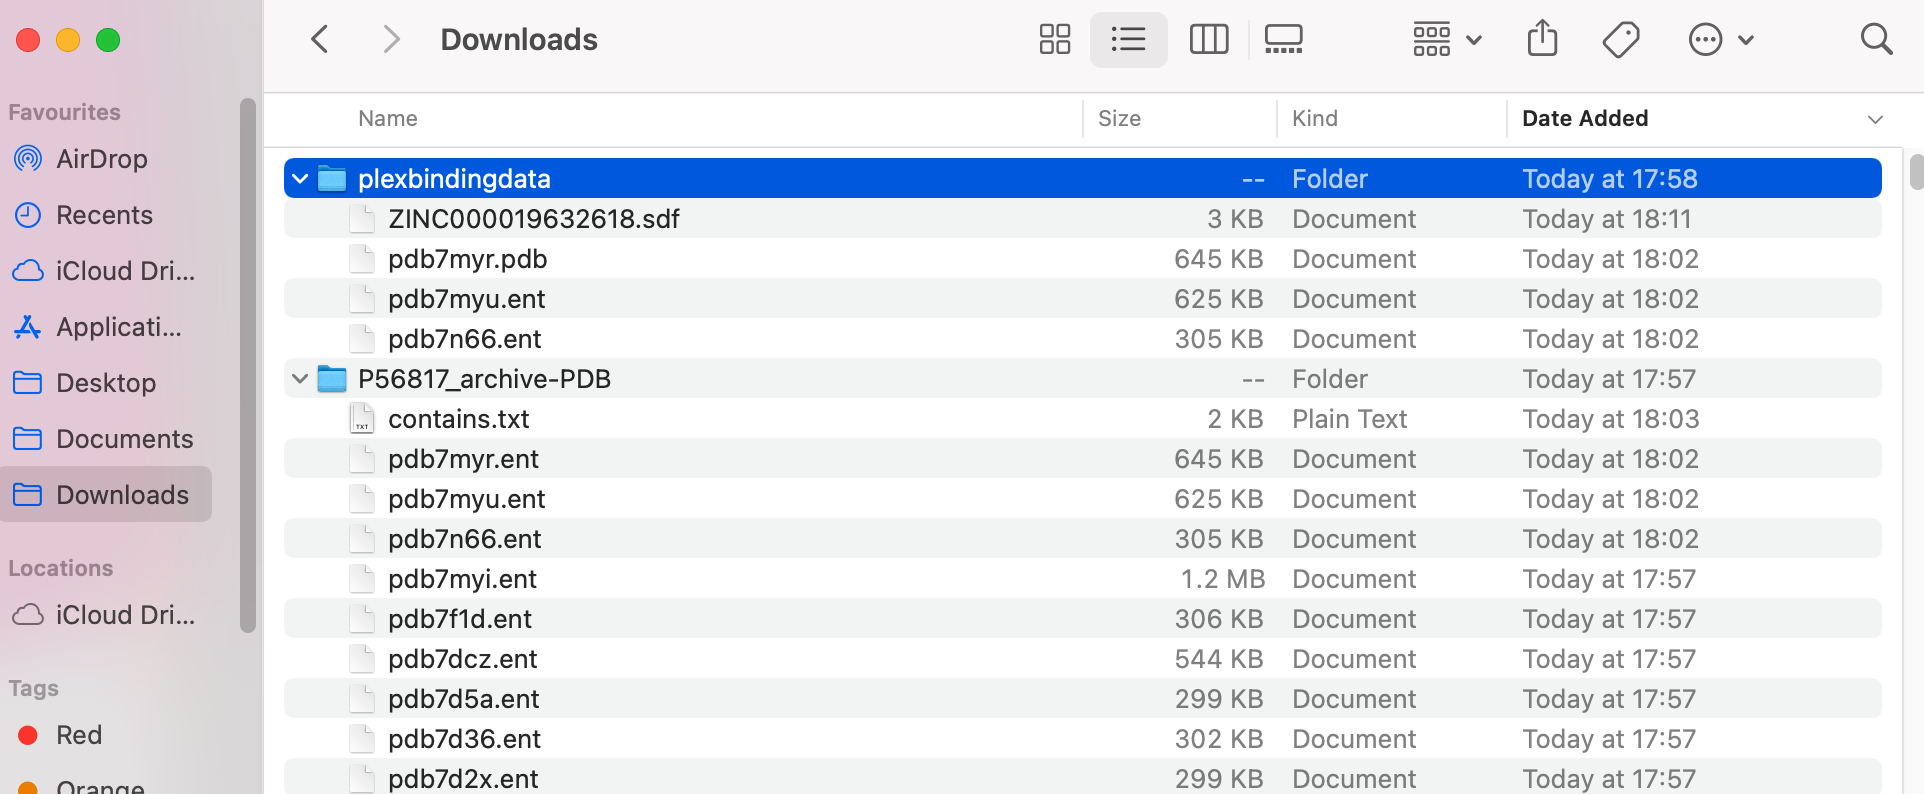 Downloads
Favourites
AirDrop
Recents
iCloud Dri...
Applicati...
Desktop
Documents
Downloads
Locations
iCloud Dri...
Tags
Red
Orange
Name Size Kind Date Added
plexbindingdata -- Folder Today at 17:58
ZINC000019632618.sdf 3 KB Document Today at 18:11
pdb7myr.pdb 645 KB Document Today at 18:02
pdb7myu.ent 625 KB Document Today at 18:02
pdb7n66.ent 305 KB Document Today at 18:02
P56817_archive-PDB -- Folder Today at 17:57
TXT contains.txt 2 KB Plain Text Today at 18:03
pdb7myr.ent 645 KB Document Today at 18:02
pdb7myu.ent 625 KB Document Today at 18:02
pdb7n66.ent 305 KB Document Today at 18:02
pdb7myi.ent 1.2 MB Document Today at 17:57
pdb7f1d.ent 306 KB Document Today at 17:57
pdb7dcz.ent 544 KB Document Today at 17:57
pdb7d5a.ent 299 KB Document Today at 17:57
pdb7d36.ent 302 KB Document Today at 17:57
pdb7d2x.ent 299 KB Document Today at 17:57